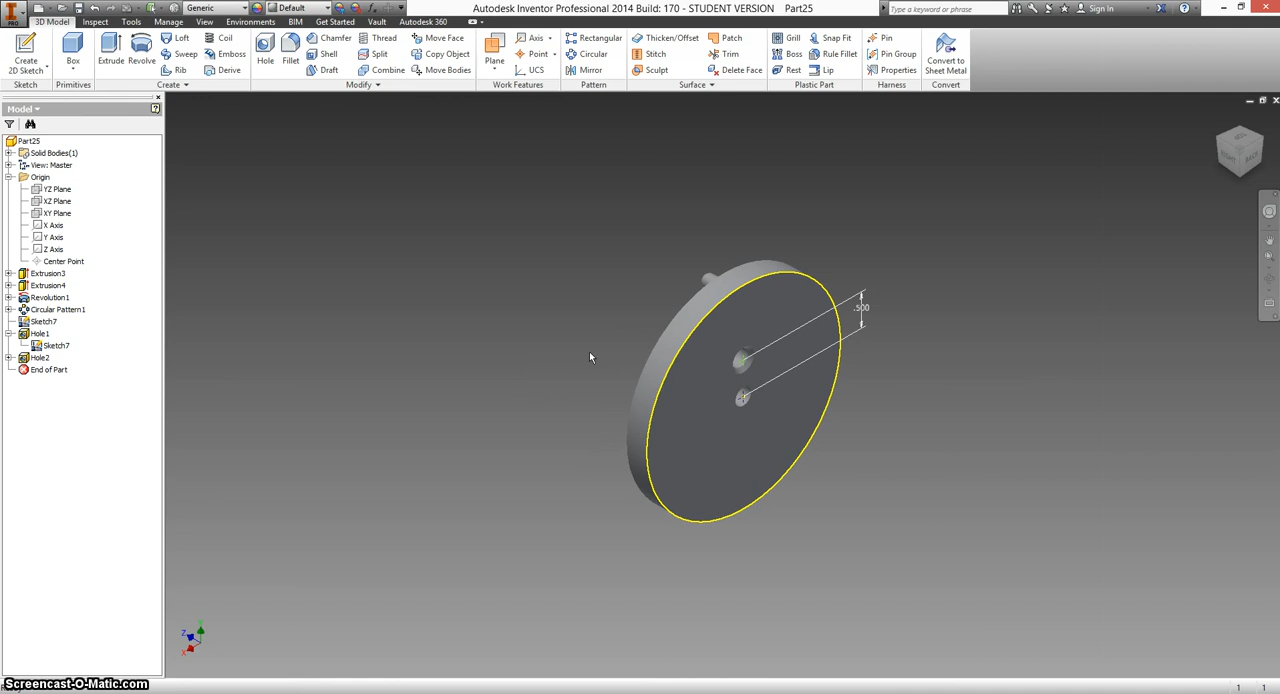 Generic Default Autodesk Inventor Professional 2014 Build: 170 - STUDENT VERSION Part25 Type a keyword or phrase Sign In
PRO 3D Model Inspect Tools Manage View Environments BIM Get Started Vault Autodesk 360
Create 2D Sketch Box Extrude Revolve Loft Coil Hole Fillet Chamfer Thread Move Face Plane Axis Rectangular Thicken/Offset Patch Grill Snap Fit Pin Convert to Sheet Metal
Sweep Emboss Shell Split Copy Object Point Circular Stitch Trim Boss Rule Fillet Pin Group
Rib Derive Draft Combine Move Bodies UCS Mirror Sculpt Delete Face Rest Lip Properties
Sketch Primitives Create Modify Work Features Pattern Surface Plastic Part Harness Convert
Model
Part25
Solid Bodies(1)
View: Master
Origin
YZ Plane
XZ Plane
XY Plane
X Axis
Y Axis
Z Axis
Center Point
Extrusion3
Extrusion4
Revolution1
Circular Pattern1
Sketch7
Hole1
Sketch7
Hole2
End of Part
.500
RIGHT BACK
Y
Z
X
Screencast-O-Matic.com
1 1